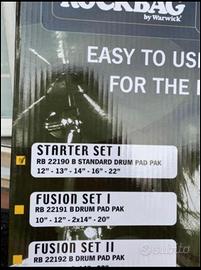 ROCKBAG
by Warwick
EASY TO US
FOR THE
STARTER SET I
RB 22190 B STANDARD DRUM PAD PAK
12" - 13" - 14" - 16" - 22"
FUSION SET I
RB 22191 B DRUM PAD PAK
10" - 12" - 2x14" - 20"
FUSION SET II
RB 22192 B DRUM PAD PAK
subito